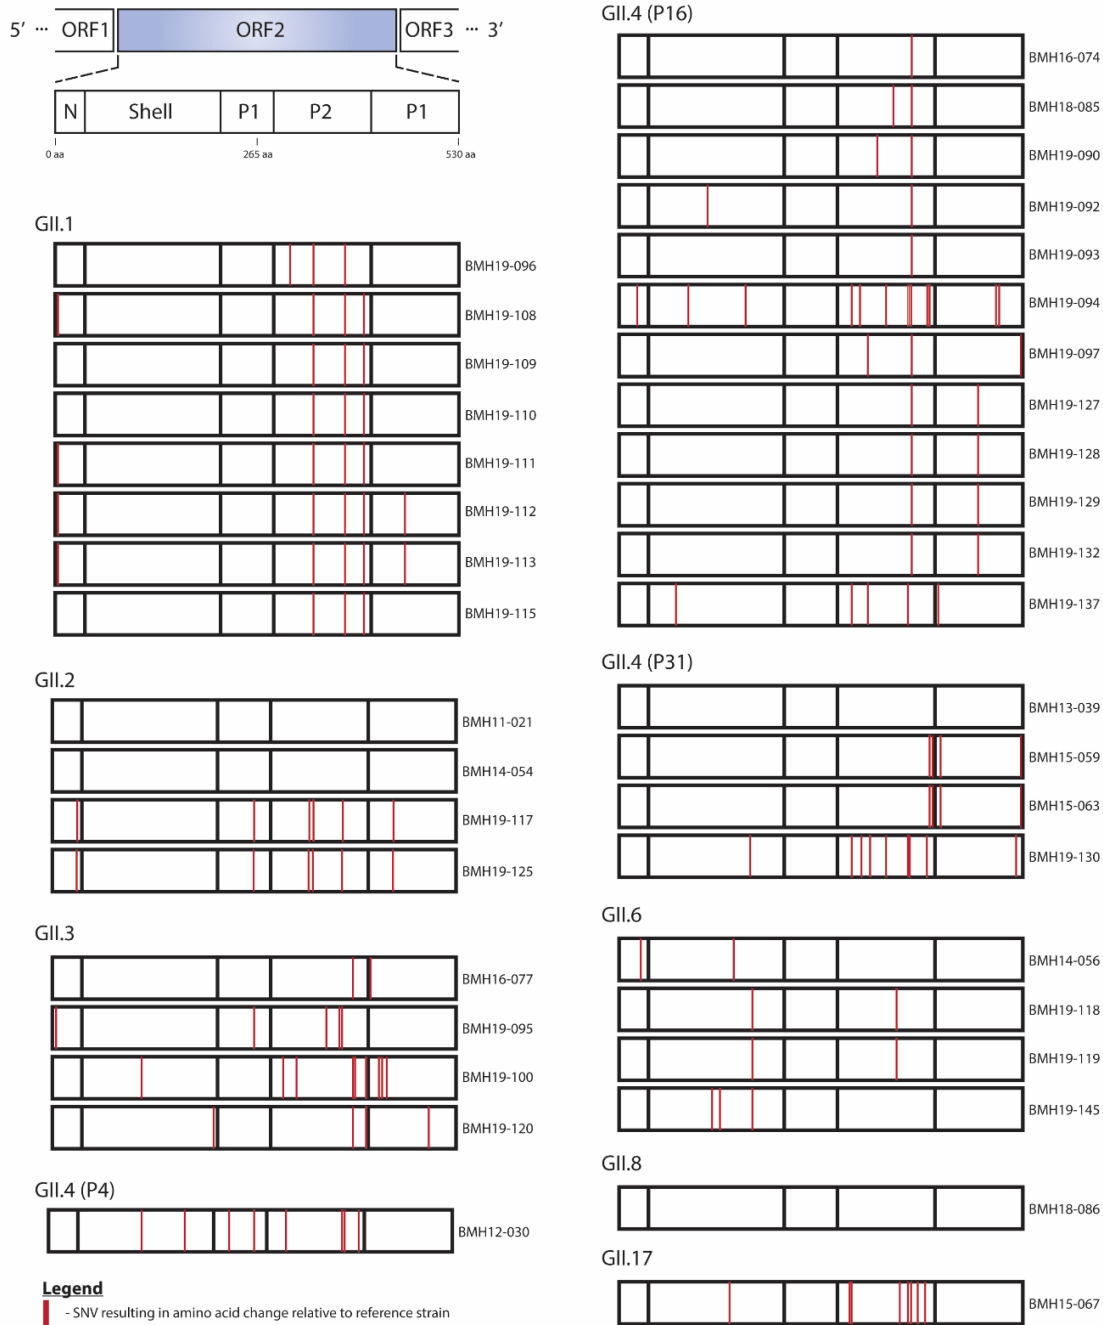 5′ ··· ORF1 ORF2 ORF3 ··· 3′
N Shell P1 P2 P1
0 aa 265 aa 530 aa
GII.1
BMH19-096
BMH19-108
BMH19-109
BMH19-110
BMH19-111
BMH19-112
BMH19-113
BMH19-115
GII.2
BMH11-021
BMH14-054
BMH19-117
BMH19-125
GII.3
BMH16-077
BMH19-095
BMH19-100
BMH19-120
GII.4 (P4)
BMH12-030
Legend
- SNV resulting in amino acid change relative to reference strain
GII.4 (P16)
BMH16-074
BMH18-085
BMH19-090
BMH19-092
BMH19-093
BMH19-094
BMH19-097
BMH19-127
BMH19-128
BMH19-129
BMH19-132
BMH19-137
GII.4 (P31)
BMH13-039
BMH15-059
BMH15-063
BMH19-130
GII.6
BMH14-056
BMH19-118
BMH19-119
BMH19-145
GII.8
BMH18-086
GII.17
BMH15-067